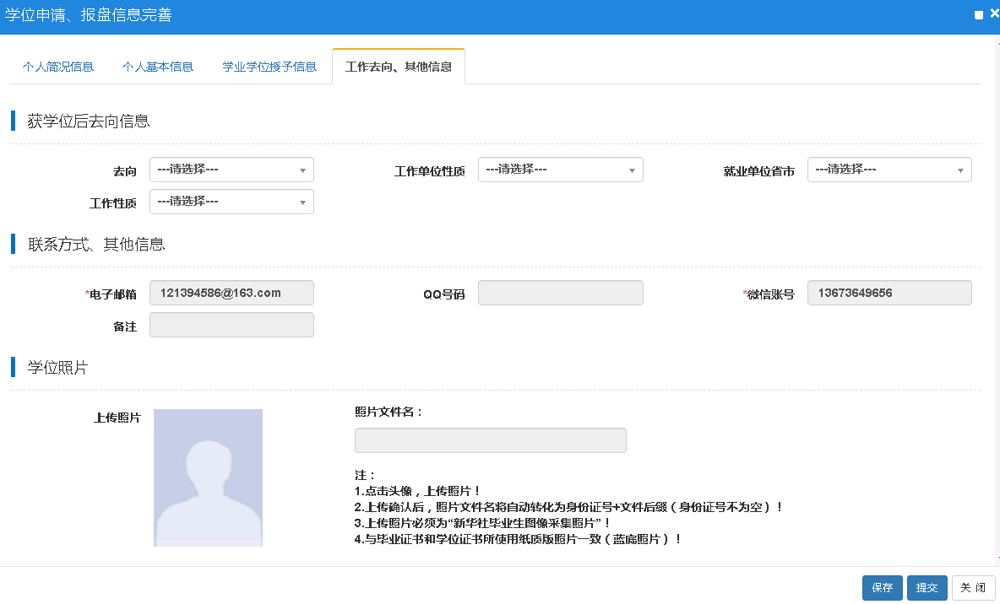 学位申请、报盘信息完善
个人简况信息 个人基本信息 学业学位授予信息 工作去向、其他信息
获学位后去向信息
去向 ---请选择--- 工作单位性质 ---请选择--- 就业单位省市 ---请选择---
工作性质 ---请选择---
联系方式、其他信息
*电子邮箱 121394586@163.com QQ号码 *微信账号 13673649656
备注
学位照片
上传照片 照片文件名：
注：
1.点击头像，上传照片！
2.上传确认后，照片文件名将自动转化为身份证号+文件后缀（身份证号不为空）！
3.上传照片必须为“新华社毕业生图像采集照片”！
4.与毕业证书和学位证书所使用纸质版照片一致（蓝底照片）！
保存 提交 关 闭